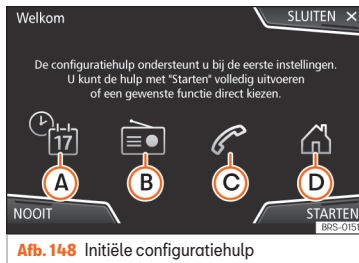 Welkom
SLUITEN ×
De configuratiehulp ondersteunt u bij de eerste instellingen.
U kunt de hulp met "Starten" volledig uitvoeren
of een gewenste functie direct kiezen.
17
A B C D
NOOIT
STARTEN
BRS-0151
Afb. 148 Initiële configuratiehulp